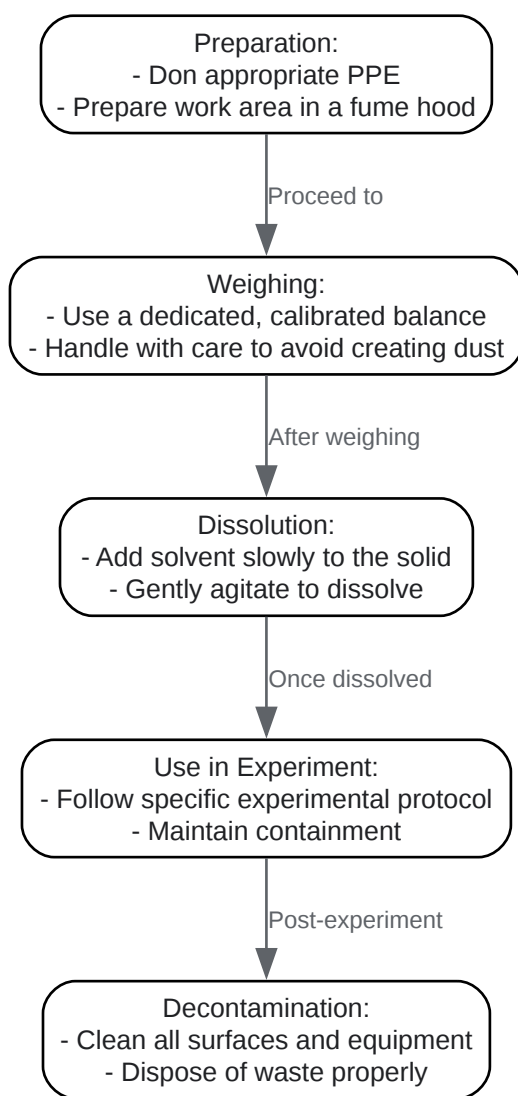 Preparation:
- Don appropriate PPE
- Prepare work area in a fume hood
Proceed to
Weighing:
- Use a dedicated, calibrated balance
- Handle with care to avoid creating dust
After weighing
Dissolution:
- Add solvent slowly to the solid
- Gently agitate to dissolve
Once dissolved
Use in Experiment:
- Follow specific experimental protocol
- Maintain containment
Post-experiment
Decontamination:
- Clean all surfaces and equipment
- Dispose of waste properly